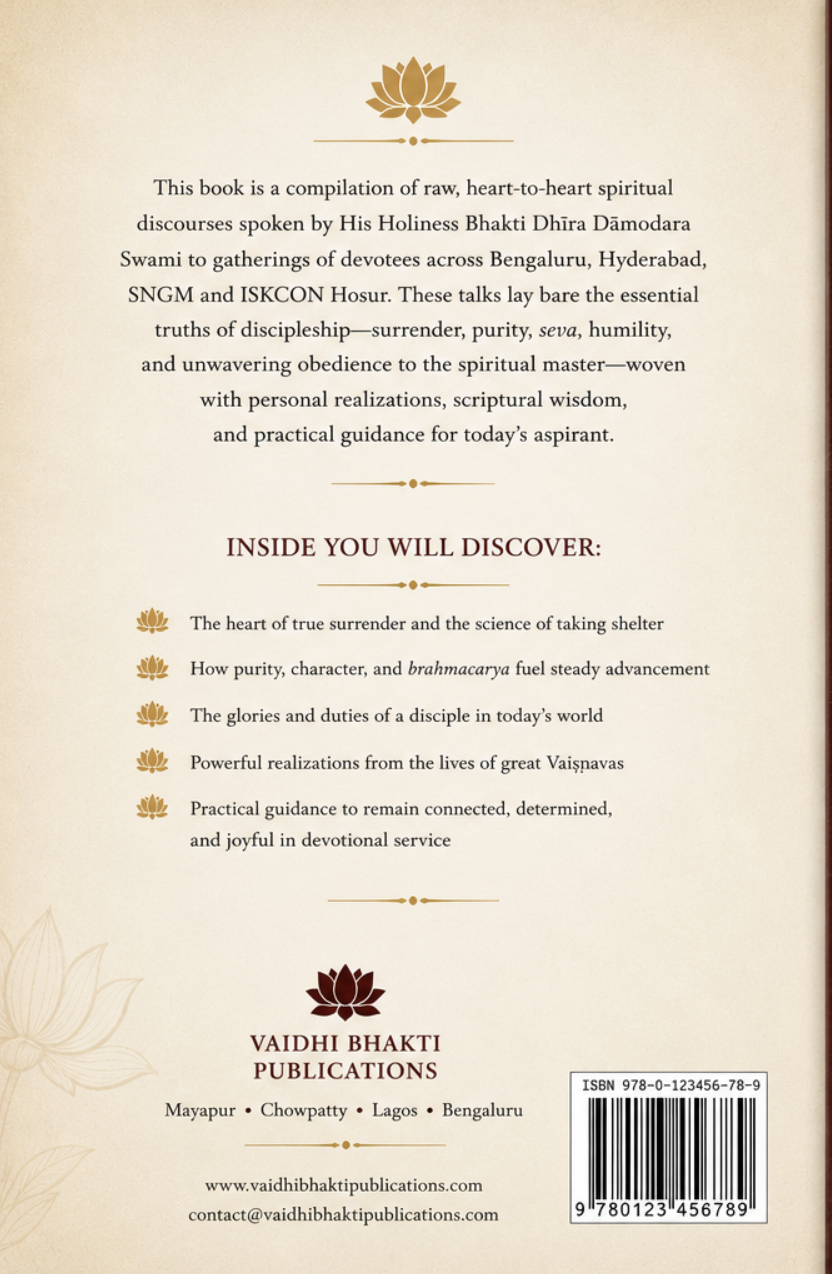 This book is a compilation of raw, heart-to-heart spiritual
discourses spoken by His Holiness Bhakti Dhīra Dāmodara
Swami to gatherings of devotees across Bengaluru, Hyderabad,
SNGM and ISKCON Hosur. These talks lay bare the essential
truths of discipleship—surrender, purity, seva, humility,
and unwavering obedience to the spiritual master—woven
with personal realizations, scriptural wisdom,
and practical guidance for today’s aspirant.
INSIDE YOU WILL DISCOVER:
The heart of true surrender and the science of taking shelter
How purity, character, and brahmacarya fuel steady advancement
The glories and duties of a disciple in today’s world
Powerful realizations from the lives of great Vaiṣṇavas
Practical guidance to remain connected, determined,
and joyful in devotional service
VAIDHI BHAKTI
PUBLICATIONS
Mayapur • Chowpatty • Lagos • Bengaluru
www.vaidhibhaktipublications.com
contact@vaidhibhaktipublications.com
ISBN 978-0-123456-78-9
9 780123 456789